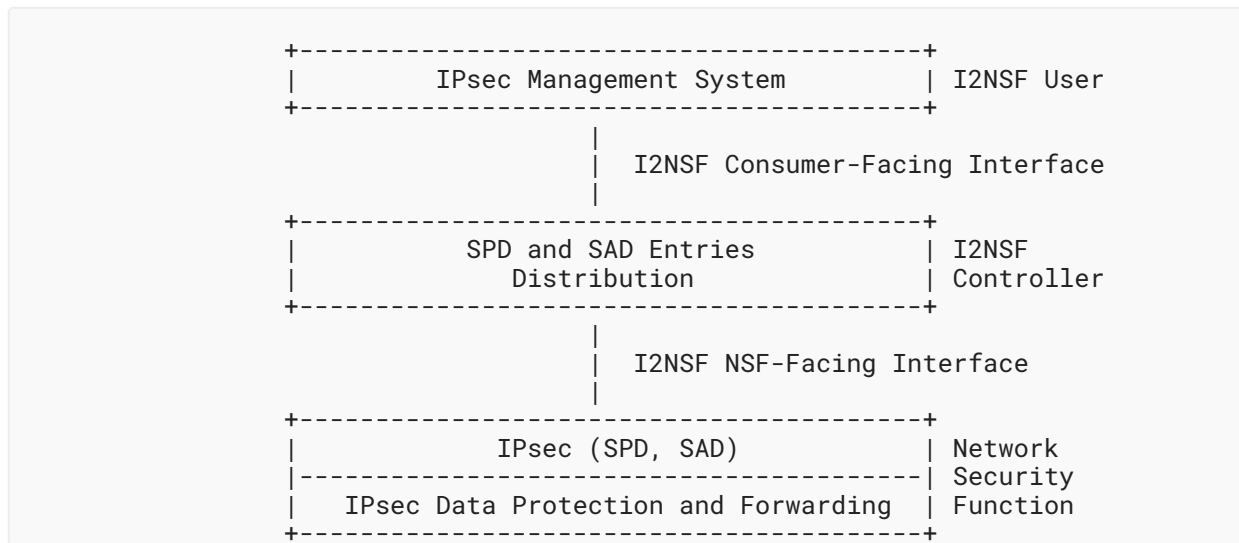 +-----------------------------------------+
|         IPsec Management System         | I2NSF User
+-----------------------------------------+
                    |
                    |  I2NSF Consumer-Facing Interface
                    |
+-----------------------------------------+
|           SPD and SAD Entries           | I2NSF
|              Distribution               | Controller
+-----------------------------------------+
                    |
                    |  I2NSF NSF-Facing Interface
                    |
+-----------------------------------------+
|             IPsec (SPD, SAD)            | Network
|-----------------------------------------| Security
|   IPsec Data Protection and Forwarding  | Function
+-----------------------------------------+